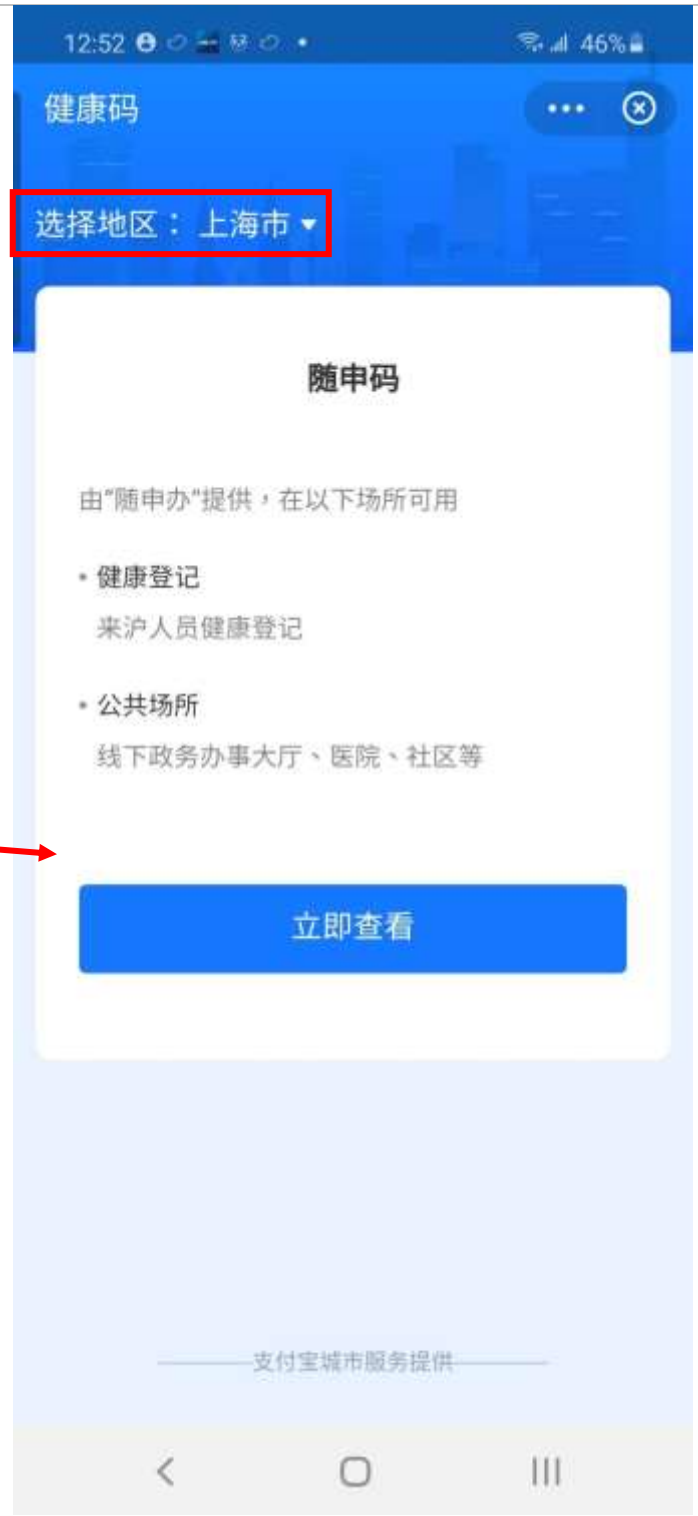 12:52
46%
健康码
选择地区：上海市
随申码
由"随申办"提供，在以下场所可用
• 健康登记
来沪人员健康登记
• 公共场所
线下政务办事大厅、医院、社区等
立即查看
支付宝城市服务提供